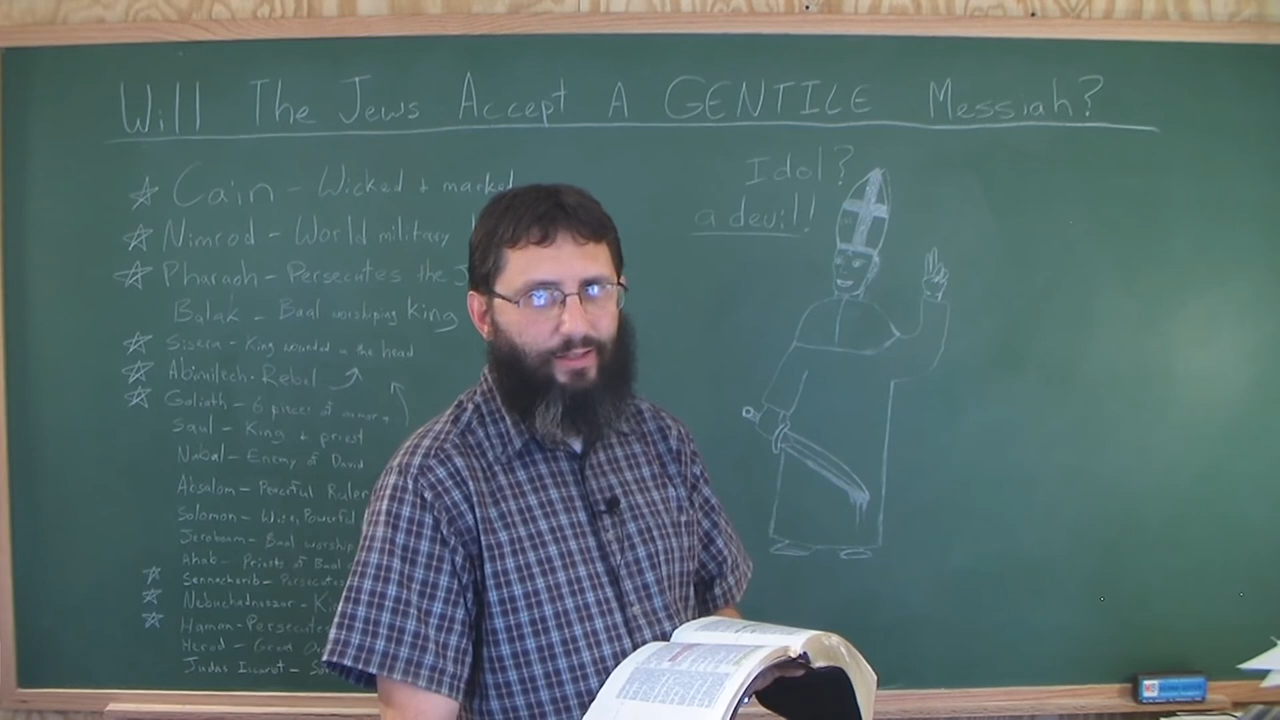 Will The Jews Accept A GENTILE Messiah?
Cain - Wicked + marked
Nimrod - World military
Pharaoh - Persecutes the J
Balak - Baal worshiping King
Sisera - King wounded in the head
Abimilech - Rebel
Goliath - 6 pieces of armor +
Saul - King + priest
Nabal - Enemy of David
Absalom - Peaceful Ruler
Solomon - Wise, Powerful
Jeroboam - Baal worship
Ahab - Priests of Baal
Sennacherib - Persecutes
Nebuchadnezzar - Ki
Haman - Persecute
Herod - Great
Judas Iscariot -
Idol?
a devil!